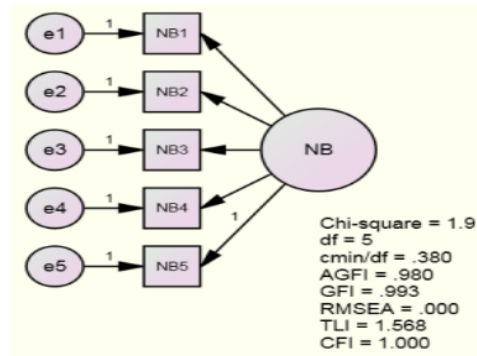 e1 1 NB1
e2 1 NB2
e3 1 NB3 NB
e4 1 NB4
1
e5 1 NB5
Chi-square = 1.9
df = 5
cmin/df = .380
AGFI = .980
GFI = .993
RMSEA = .000
TLI = 1.568
CFI = 1.000